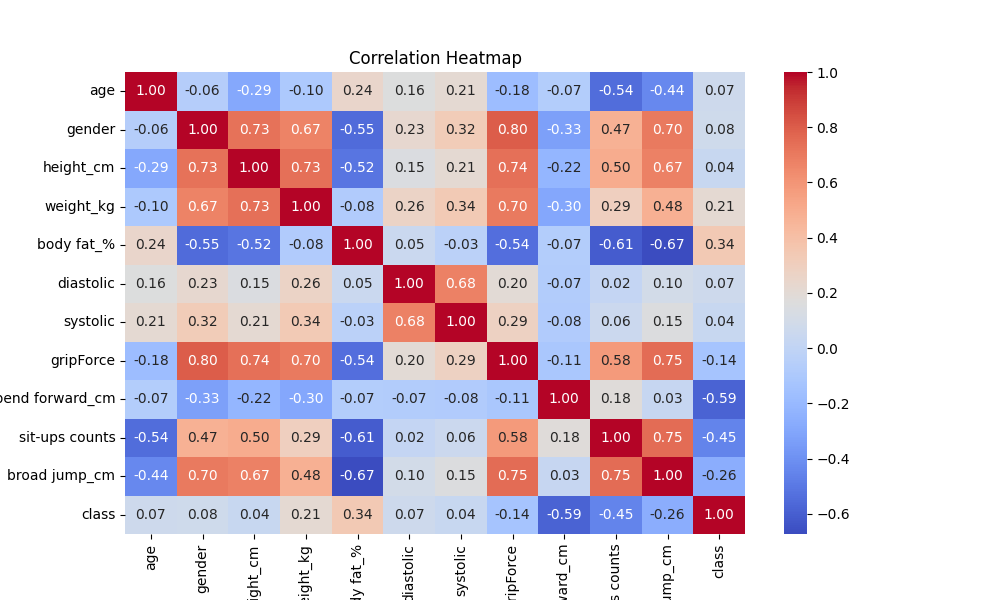 Correlation Heatmap
age 1.00 -0.06 -0.29 -0.10 0.24 0.16 0.21 -0.18 -0.07 -0.54 -0.44 0.07
gender -0.06 1.00 0.73 0.67 -0.55 0.23 0.32 0.80 -0.33 0.47 0.70 0.08
height_cm -0.29 0.73 1.00 0.73 -0.52 0.15 0.21 0.74 -0.22 0.50 0.67 0.04
weight_kg -0.10 0.67 0.73 1.00 -0.08 0.26 0.34 0.70 -0.30 0.29 0.48 0.21
body fat_% 0.24 -0.55 -0.52 -0.08 1.00 0.05 -0.03 -0.54 -0.07 -0.61 -0.67 0.34
diastolic 0.16 0.23 0.15 0.26 0.05 1.00 0.68 0.20 -0.07 0.02 0.10 0.07
systolic 0.21 0.32 0.21 0.34 -0.03 0.68 1.00 0.29 -0.08 0.06 0.15 0.04
gripForce -0.18 0.80 0.74 0.70 -0.54 0.20 0.29 1.00 -0.11 0.58 0.75 -0.14
end forward_cm -0.07 -0.33 -0.22 -0.30 -0.07 -0.07 -0.08 -0.11 1.00 0.18 0.03 -0.59
sit-ups counts -0.54 0.47 0.50 0.29 -0.61 0.02 0.06 0.58 0.18 1.00 0.75 -0.45
broad jump_cm -0.44 0.70 0.67 0.48 -0.67 0.10 0.15 0.75 0.03 0.75 1.00 -0.26
class 0.07 0.08 0.04 0.21 0.34 0.07 0.04 -0.14 -0.59 -0.45 -0.26 1.00
age
gender
ight_cm
eight_kg
dy fat_%
diastolic
systolic
ripForce
ward_cm
s counts
ump_cm
class
1.0
0.8
0.6
0.4
0.2
0.0
−0.2
−0.4
−0.6